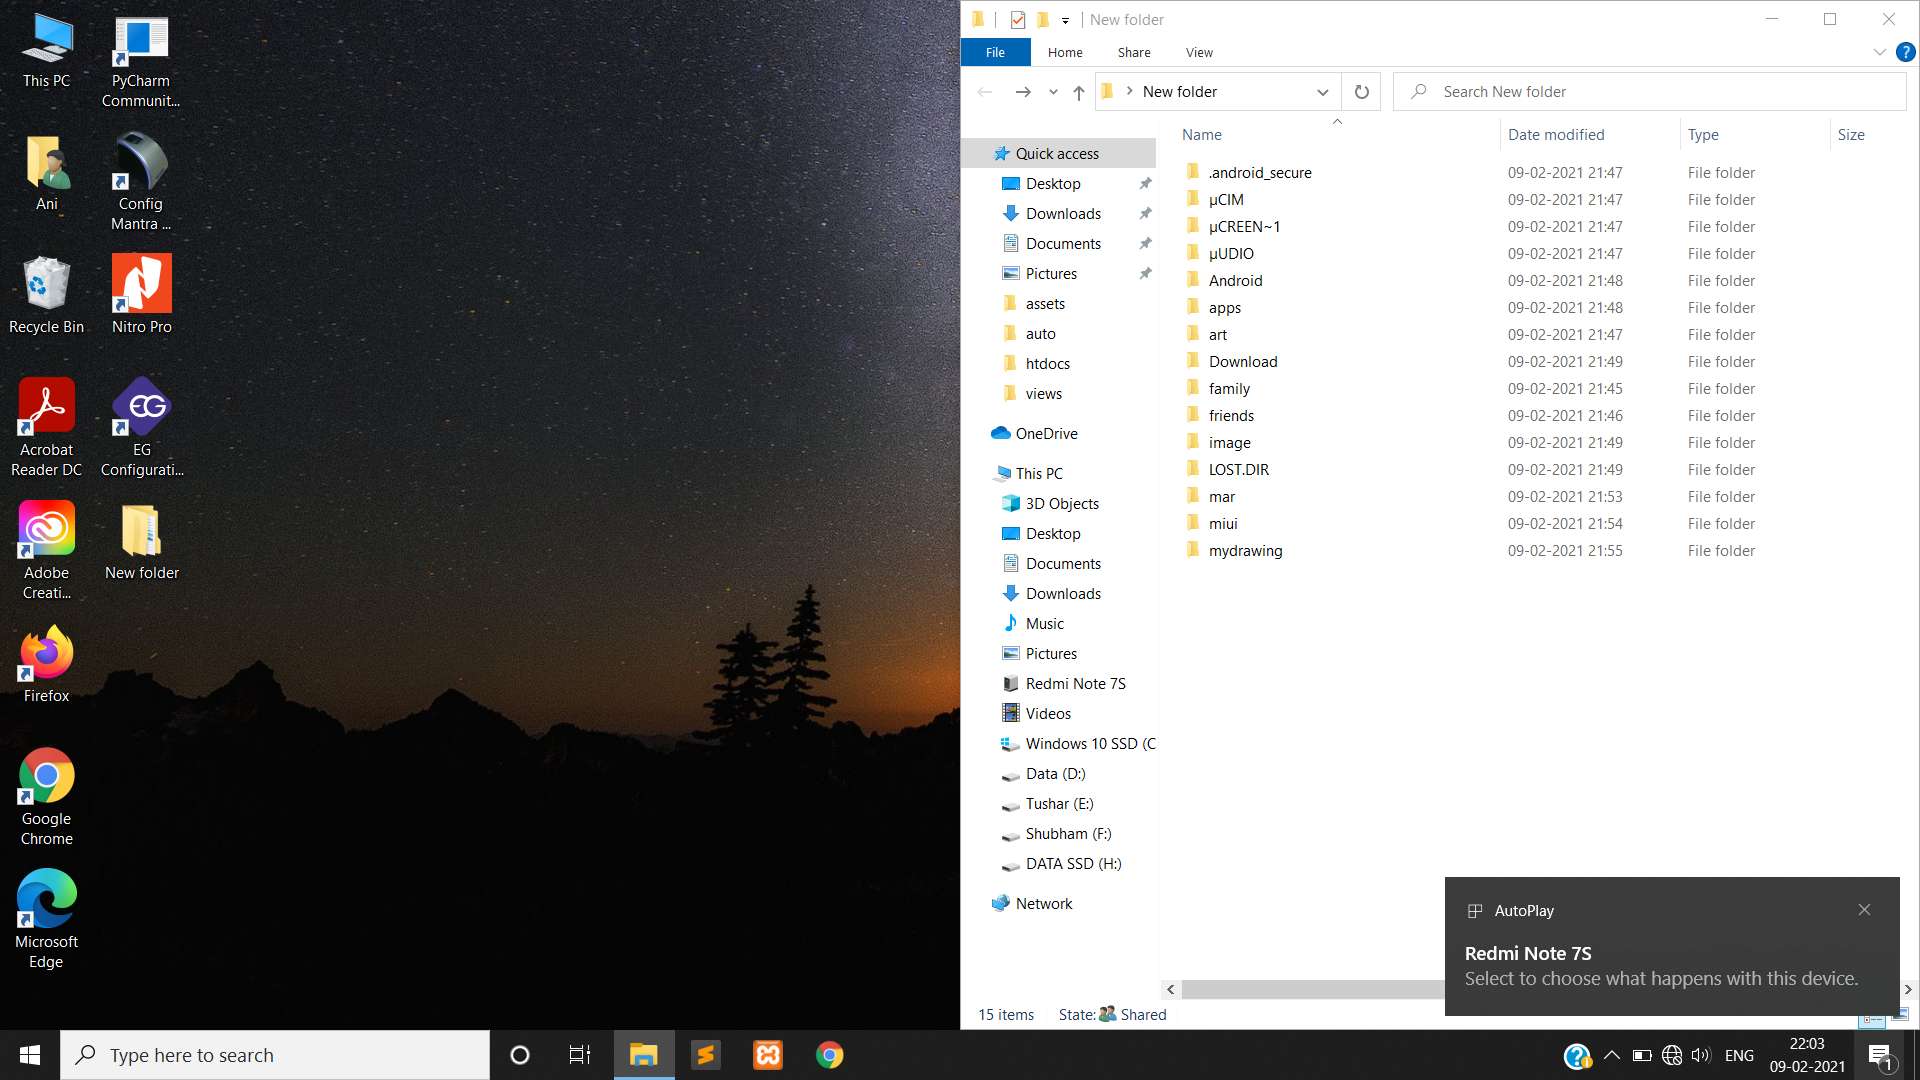 This PC
PyCharm
Communit...
Ani
Config
Mantra ...
Recycle Bin
Nitro Pro
Acrobat
Reader DC
EG
EG
Configurati...
Adobe
Creati...
New folder
Firefox
Google
Chrome
Microsoft
Edge
New folder
File
Home
Share
View
?
New folder
Search New folder
Name
Date modified
Type
Size
Quick access
Desktop
Downloads
Documents
Pictures
assets
auto
htdocs
views
OneDrive
This PC
3D Objects
Desktop
Documents
Downloads
Music
Pictures
Redmi Note 7S
Videos
Windows 10 SSD (C
Data (D:)
Tushar (E:)
Shubham (F:)
DATA SSD (H:)
Network
.android_secure 09-02-2021 21:47 File folder
µCIM 09-02-2021 21:47 File folder
µCREEN~1 09-02-2021 21:47 File folder
µUDIO 09-02-2021 21:47 File folder
Android 09-02-2021 21:48 File folder
apps 09-02-2021 21:48 File folder
art 09-02-2021 21:47 File folder
Download 09-02-2021 21:49 File folder
family 09-02-2021 21:45 File folder
friends 09-02-2021 21:46 File folder
image 09-02-2021 21:49 File folder
LOST.DIR 09-02-2021 21:49 File folder
mar 09-02-2021 21:53 File folder
miui 09-02-2021 21:54 File folder
mydrawing 09-02-2021 21:55 File folder
AutoPlay
Redmi Note 7S
Select to choose what happens with this device.
15 items
State: Shared
Type here to search
ENG
22:03
09-02-2021
1